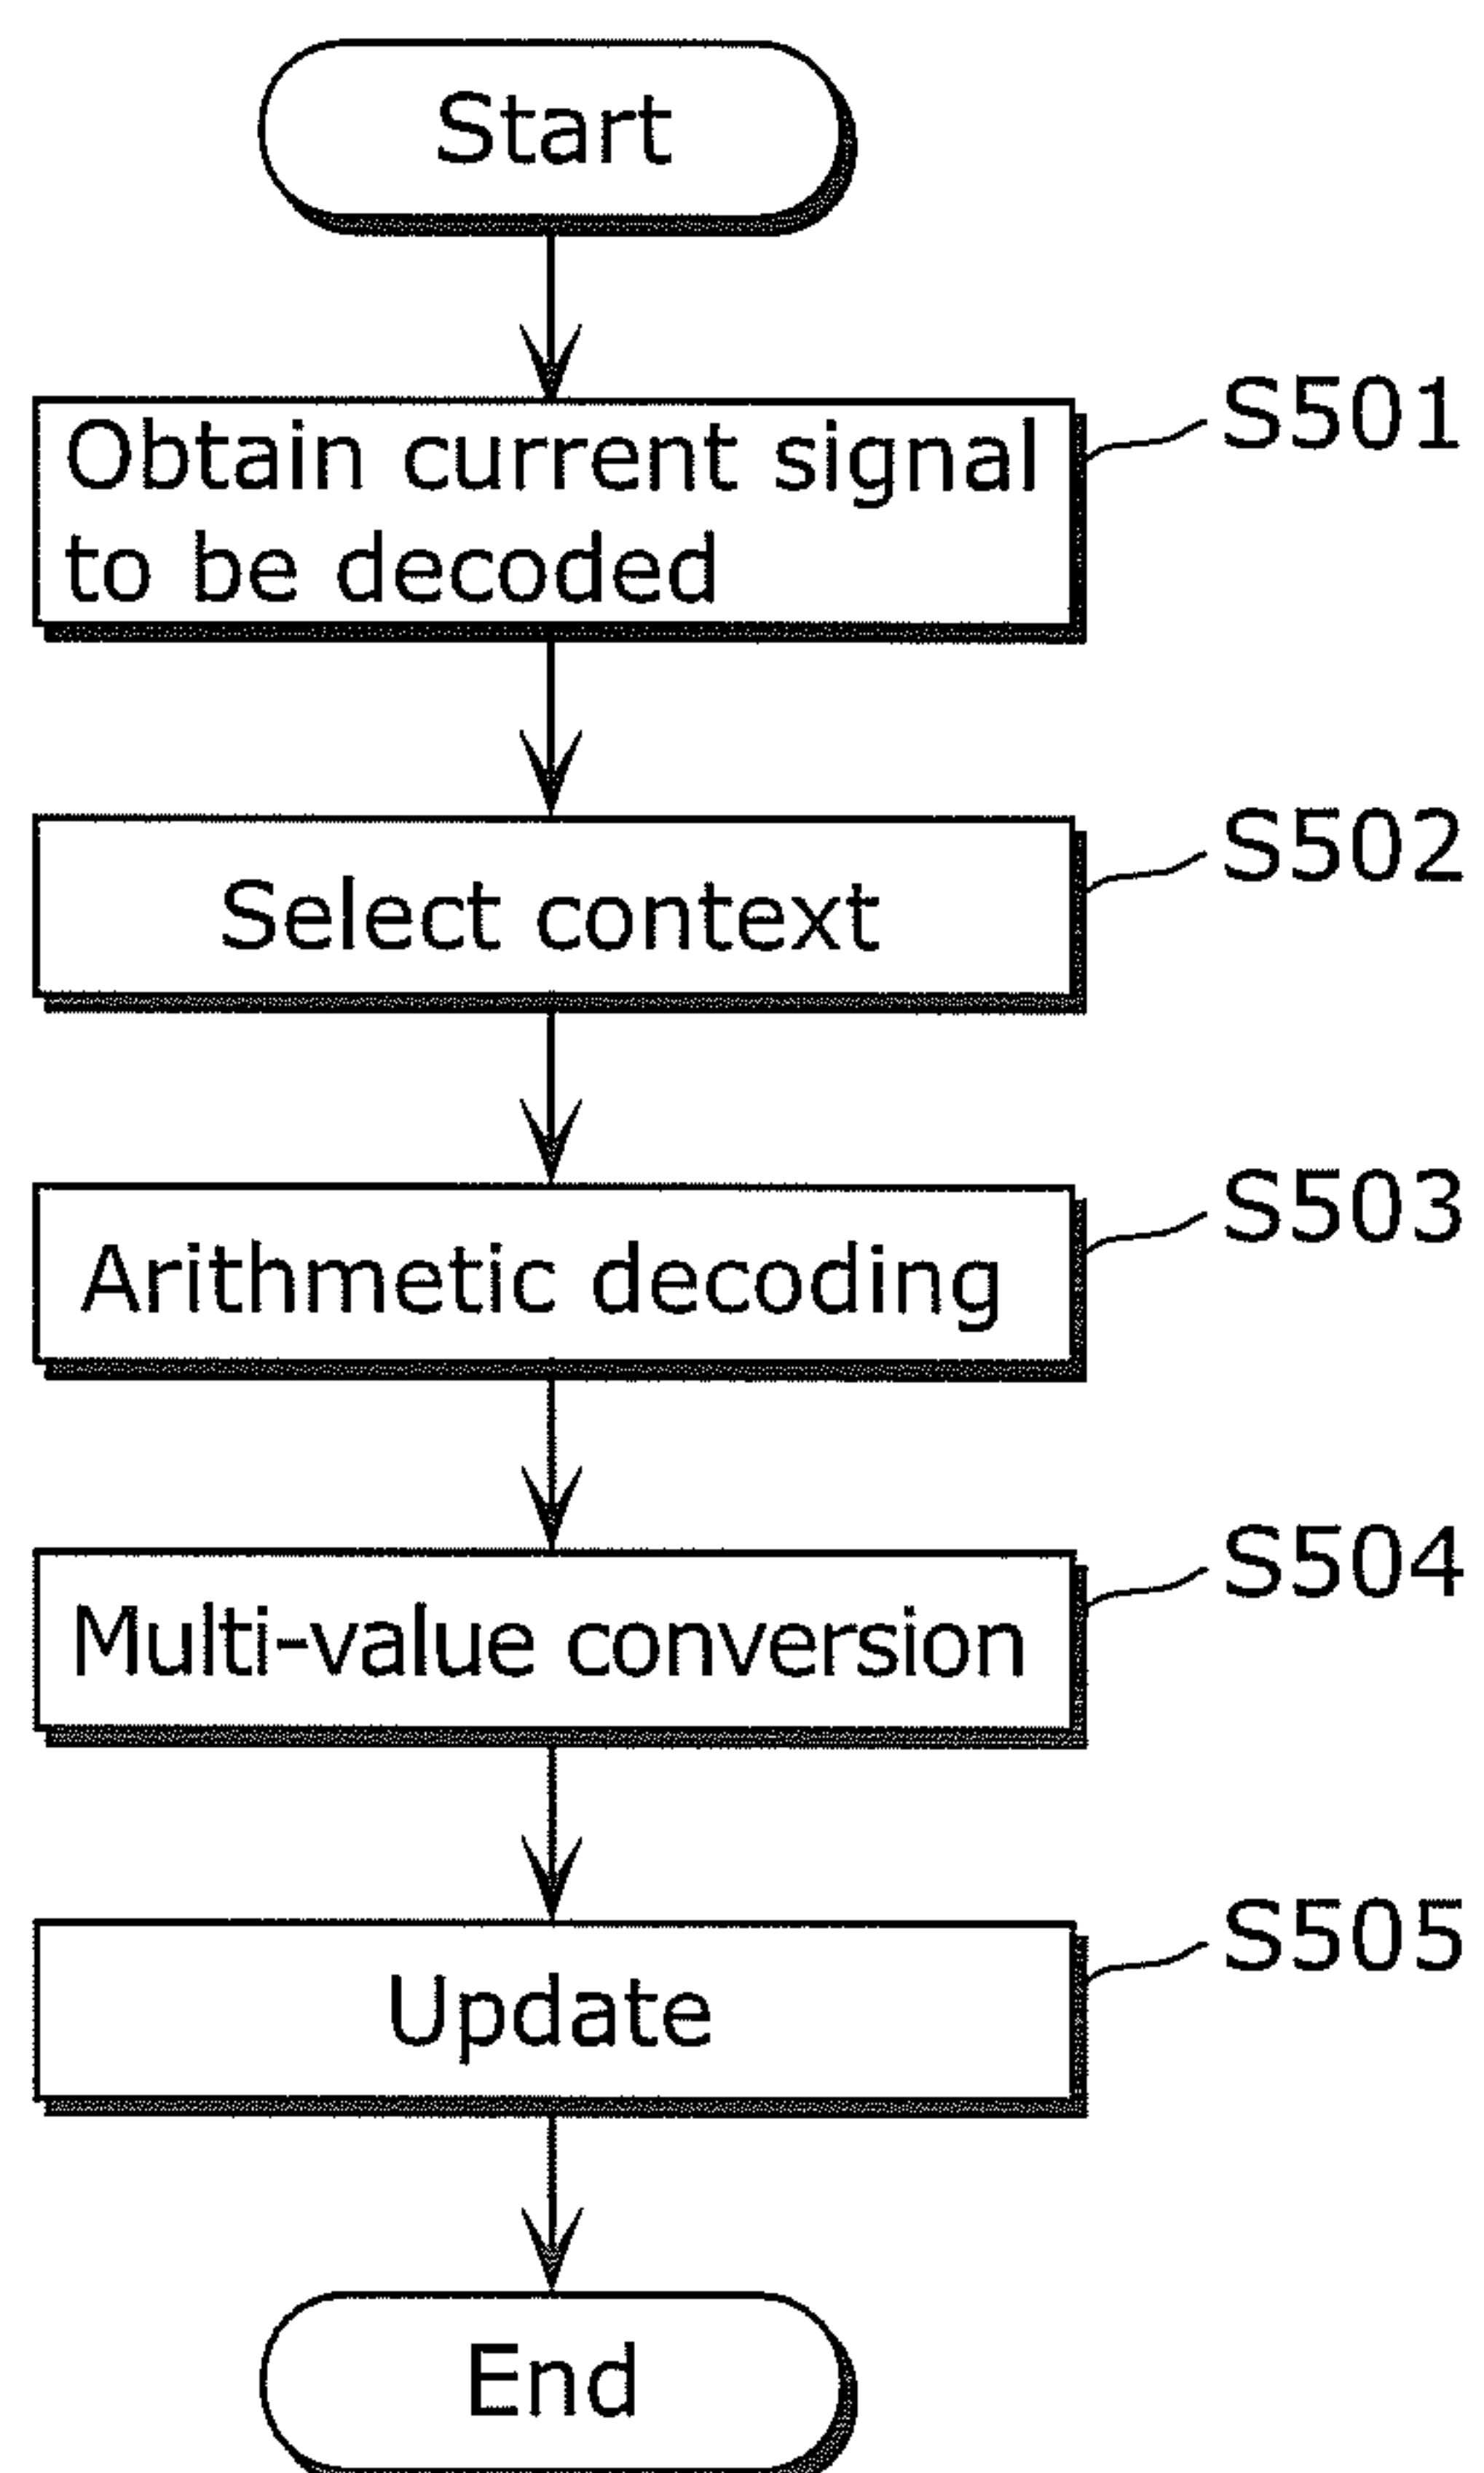 Start
Obtain current signal
to be decoded
S501
Select context
S502
Arithmetic decoding
S503
Multi-value conversion
S504
Update
S505
End